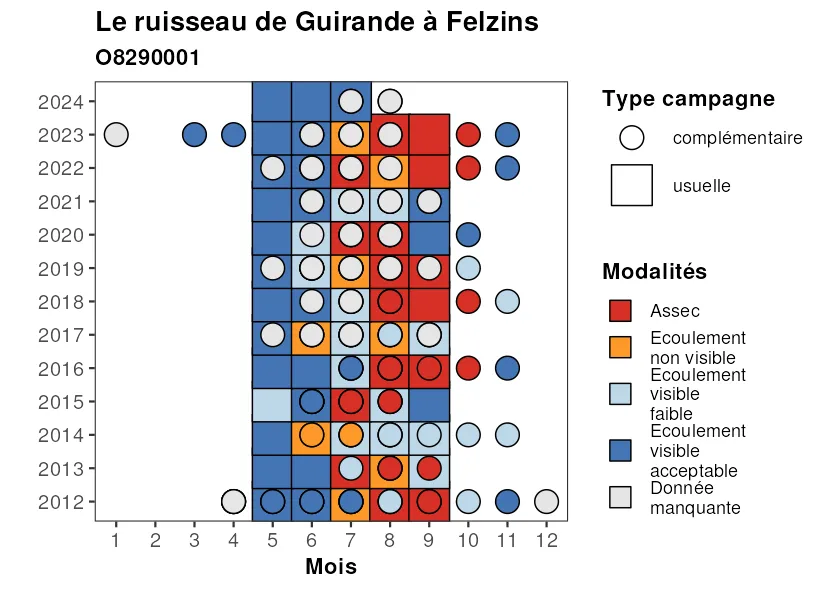 Le ruisseau de Guirande à Felzins
O8290001
2024
2023
2022
2021
2020
2019
2018
2017
2016
2015
2014
2013
2012
1 2 3 4 5 6 7 8 9 10 11 12
Mois
Type campagne
complémentaire
usuelle
Modalités
Assec
Ecoulement
non visible
Ecoulement
visible
faible
Ecoulement
visible
acceptable
Donnée
manquante